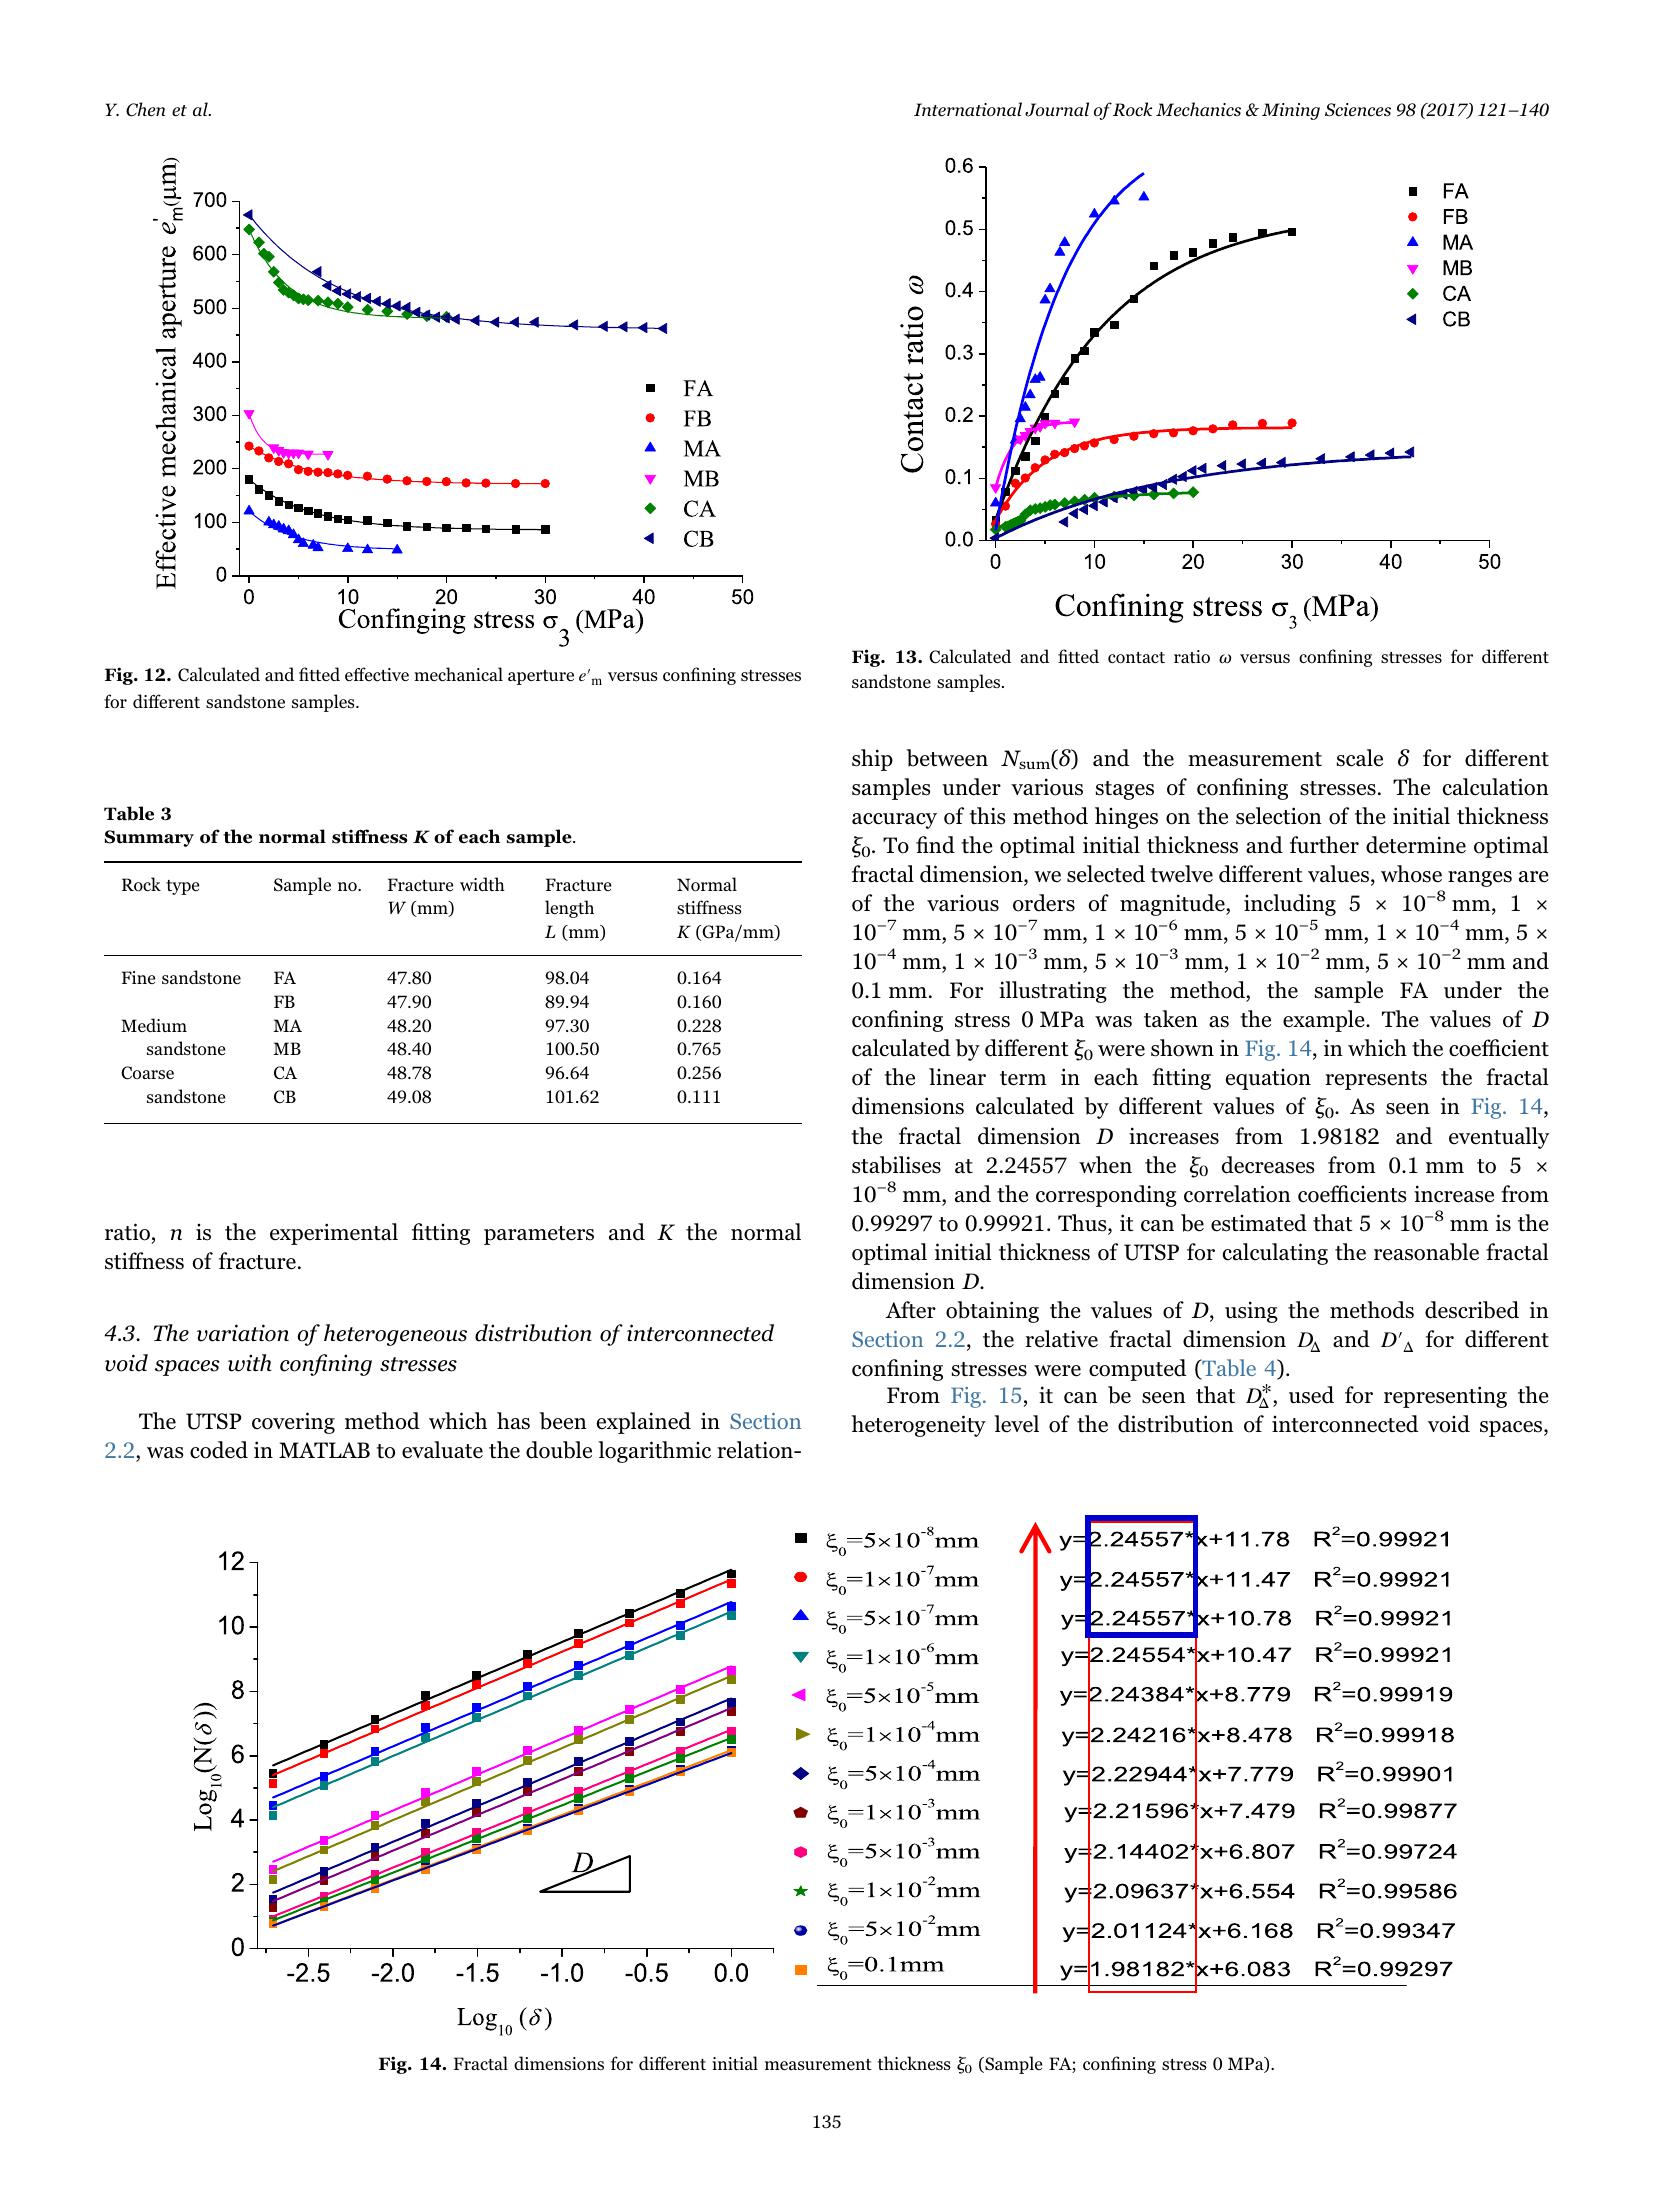 Y. Chen et al.
International Journal of Rock Mechanics & Mining Sciences 98 (2017) 121–140
Effective mechanical aperture e'm(μm)
700
600
500
400
300
200
100
0
0 10 20 30 40 50
Confinging stress σ3 (MPa)
FA
FB
MA
MB
CA
CB
Fig. 12. Calculated and fitted effective mechanical aperture e′m versus confining stresses
for different sandstone samples.
Contact ratio ω
0.6
0.5
0.4
0.3
0.2
0.1
0.0
0 10 20 30 40 50
Confining stress σ3 (MPa)
FA
FB
MA
MB
CA
CB
Fig. 13. Calculated and fitted contact ratio ω versus confining stresses for different
sandstone samples.
Table 3
Summary of the normal stiffness K of each sample.
Rock type Sample no. Fracture width Fracture Normal
W (mm) length stiffness
L (mm) K (GPa/mm)
Fine sandstone FA 47.80 98.04 0.164
FB 47.90 89.94 0.160
Medium MA 48.20 97.30 0.228
sandstone MB 48.40 100.50 0.765
Coarse CA 48.78 96.64 0.256
sandstone CB 49.08 101.62 0.111
ratio, n is the experimental fitting parameters and K the normal
stiffness of fracture.
4.3. The variation of heterogeneous distribution of interconnected
void spaces with confining stresses
The UTSP covering method which has been explained in Section
2.2, was coded in MATLAB to evaluate the double logarithmic relation-
ship between Nsum(δ) and the measurement scale δ for different
samples under various stages of confining stresses. The calculation
accuracy of this method hinges on the selection of the initial thickness
ξ0. To find the optimal initial thickness and further determine optimal
fractal dimension, we selected twelve different values, whose ranges are
of the various orders of magnitude, including 5 × 10−8 mm, 1 ×
10−7 mm, 5 × 10−7 mm, 1 × 10−6 mm, 5 × 10−5 mm, 1 × 10−4 mm, 5 ×
10−4 mm, 1 × 10−3 mm, 5 × 10−3 mm, 1 × 10−2 mm, 5 × 10−2 mm and
0.1 mm. For illustrating the method, the sample FA under the
confining stress 0 MPa was taken as the example. The values of D
calculated by different ξ0 were shown in Fig. 14, in which the coefficient
of the linear term in each fitting equation represents the fractal
dimensions calculated by different values of ξ0. As seen in Fig. 14,
the fractal dimension D increases from 1.98182 and eventually
stabilises at 2.24557 when the ξ0 decreases from 0.1 mm to 5 ×
10−8 mm, and the corresponding correlation coefficients increase from
0.99297 to 0.99921. Thus, it can be estimated that 5 × 10−8 mm is the
optimal initial thickness of UTSP for calculating the reasonable fractal
dimension D.
After obtaining the values of D, using the methods described in
Section 2.2, the relative fractal dimension DΔ and D′Δ for different
confining stresses were computed (Table 4).
From Fig. 15, it can be seen that D*Δ, used for representing the
heterogeneity level of the distribution of interconnected void spaces,
Log10(N(δ))
12
10
8
6
4
2
0
-2.5 -2.0 -1.5 -1.0 -0.5 0.0
Log10 (δ)
D
ξ0=5×10-8mm y=2.24557*x+11.78 R2=0.99921
ξ0=1×10-7mm y=2.24557*x+11.47 R2=0.99921
ξ0=5×10-7mm y=2.24557*x+10.78 R2=0.99921
ξ0=1×10-6mm y=2.24554*x+10.47 R2=0.99921
ξ0=5×10-5mm y=2.24384*x+8.779 R2=0.99919
ξ0=1×10-4mm y=2.24216*x+8.478 R2=0.99918
ξ0=5×10-4mm y=2.22944*x+7.779 R2=0.99901
ξ0=1×10-3mm y=2.21596*x+7.479 R2=0.99877
ξ0=5×10-3mm y=2.14402*x+6.807 R2=0.99724
ξ0=1×10-2mm y=2.09637*x+6.554 R2=0.99586
ξ0=5×10-2mm y=2.01124*x+6.168 R2=0.99347
ξ0=0.1mm y=1.98182*x+6.083 R2=0.99297
Fig. 14. Fractal dimensions for different initial measurement thickness ξ0 (Sample FA; confining stress 0 MPa).
135